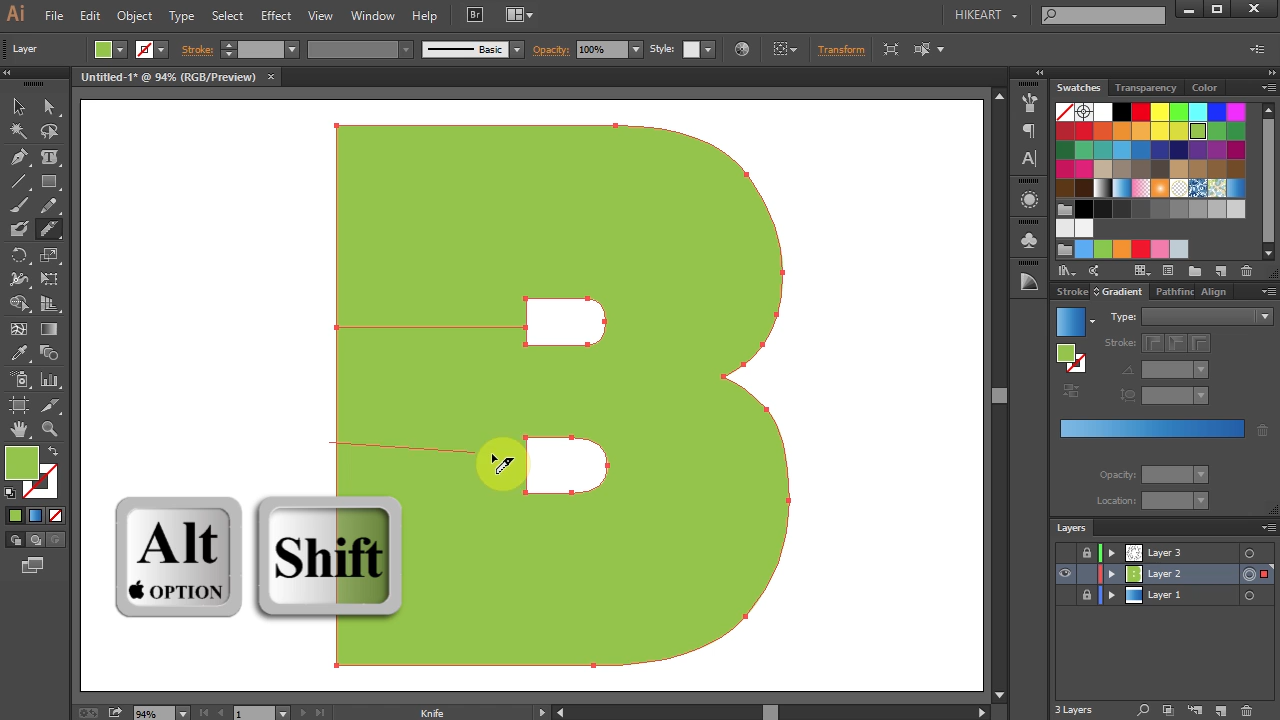 Ai File Edit Object Type Select Effect View Window Help Br HIKEART
Layer Stroke: Basic Opacity: 100% Style: Transform
Untitled-1* @ 94% (RGB/Preview) ×
Swatches Transparency Color
Stroke Gradient Pathfinc Align
Type:
Stroke:
Opacity:
Location:
Alt
OPTION
Shift
Layers
Layer 3
Layer 2
Layer 1
3 Layers
94% 1 Knife